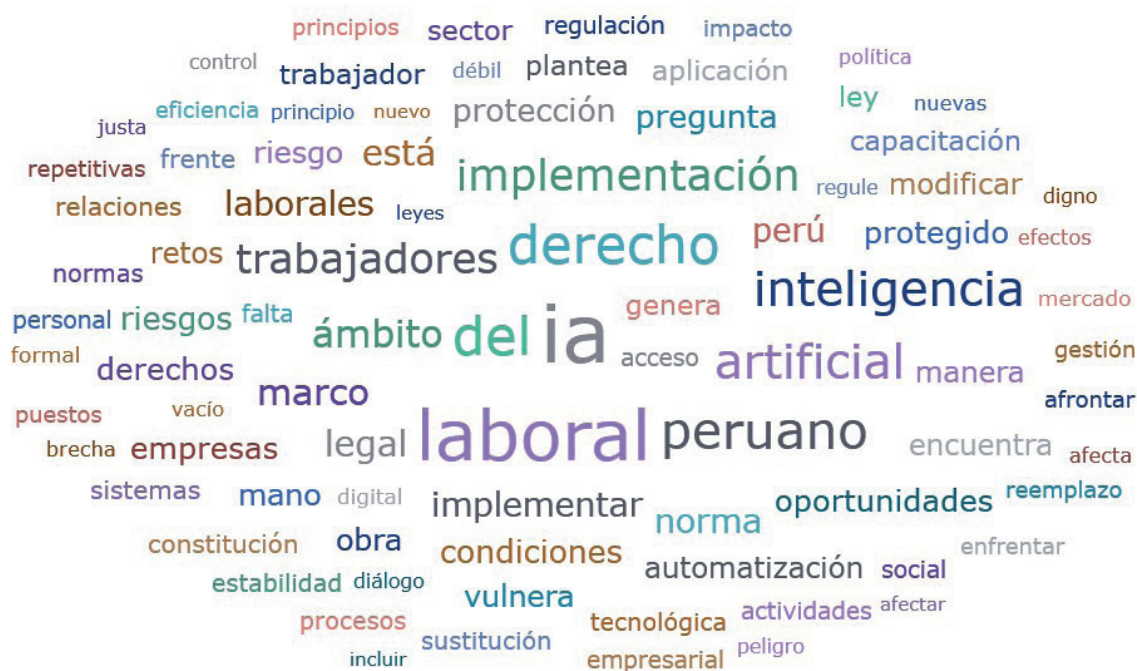 principios sector regulación impacto
control trabajador débil plantea aplicación política
eficiencia principio nuevo protección pregunta ley nuevas
justa capacitación
repetitivas frente riesgo está implementación regule modificar digno
relaciones laborales leyes
retos trabajadores derecho perú protegido efectos
normas inteligencia mercado
personal riesgos falta ámbito del ia genera
formal derechos acceso artificial manera gestión
puestos vacío marco afrontar
brecha empresas legal laboral peruano encuentra afecta
sistemas mano digital implementar norma oportunidades reemplazo
constitución obra condiciones automatización enfrentar
estabilidad diálogo vulnera social
procesos tecnológica actividades afectar
incluir sustitución empresarial peligro